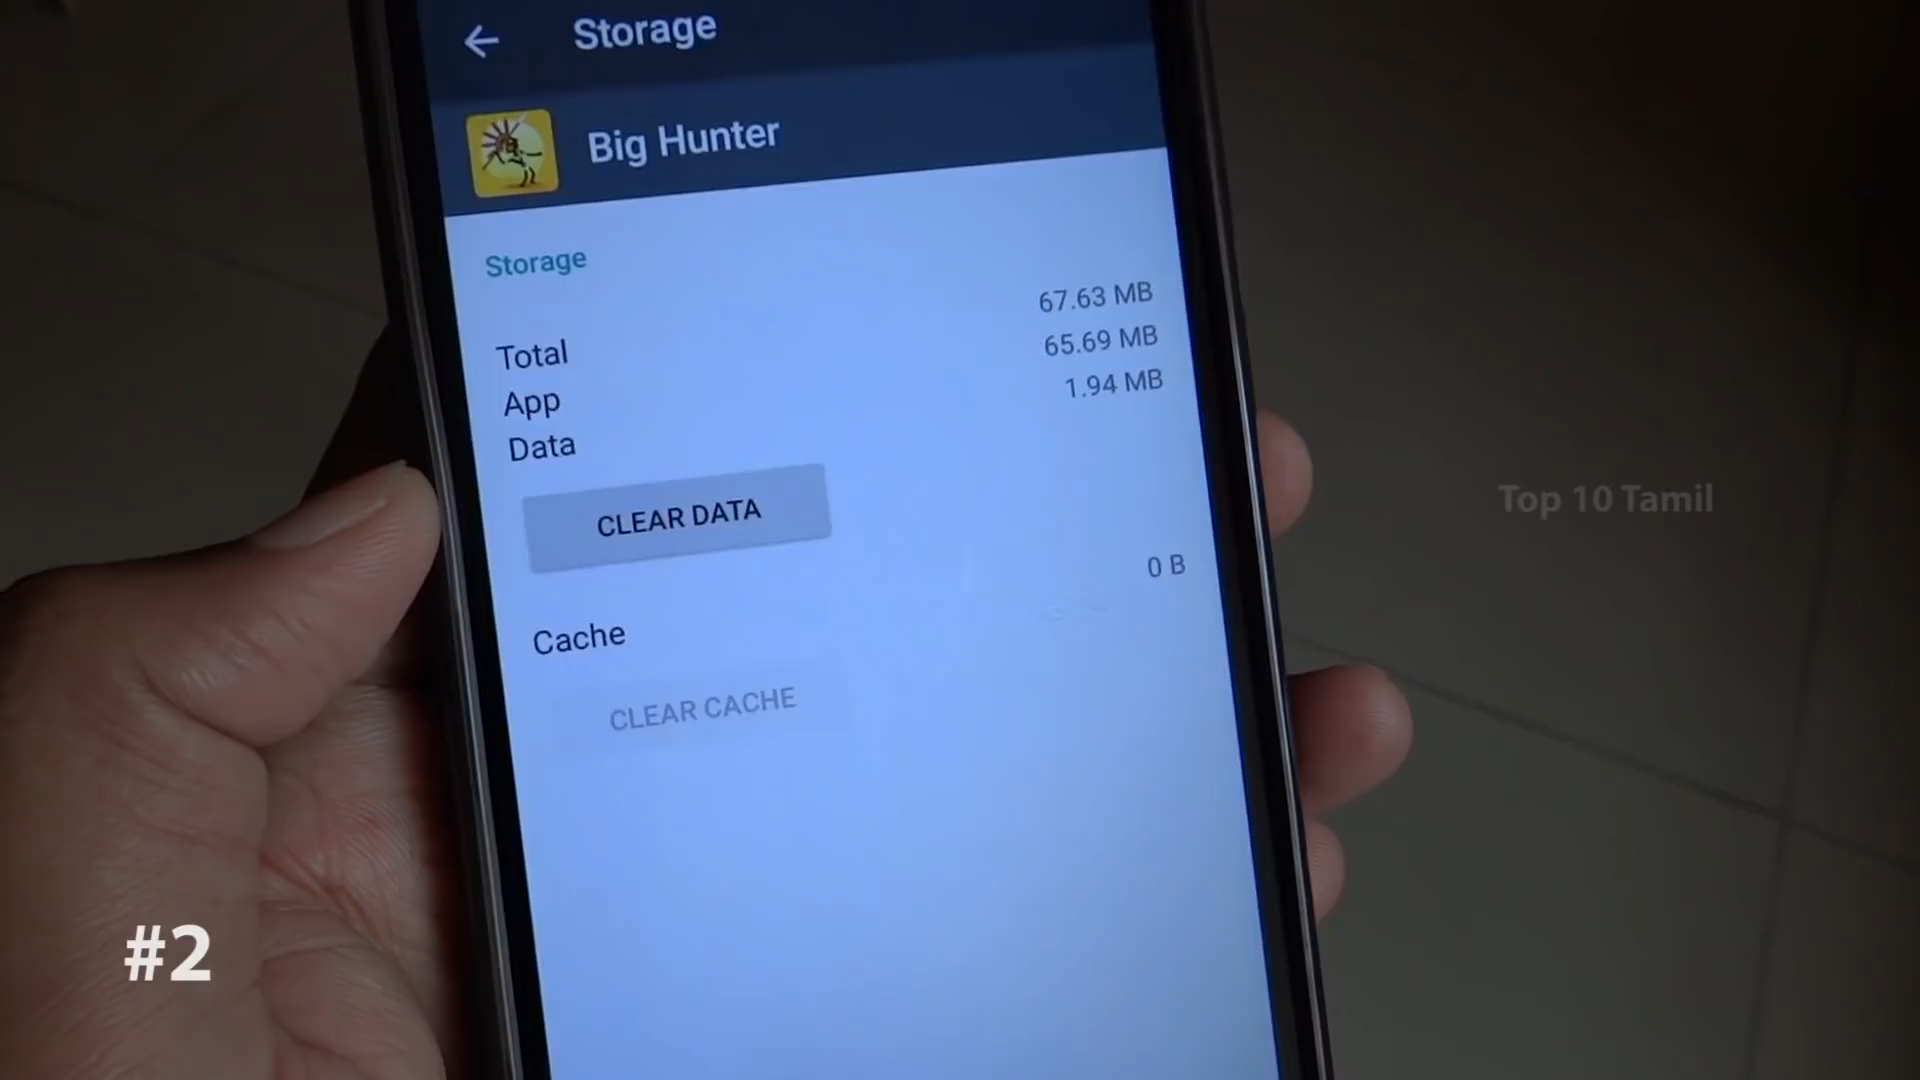 Storage
Big Hunter
Storage
Total 67.63 MB
App 65.69 MB
Data 1.94 MB
CLEAR DATA
Cache 0 B
CLEAR CACHE
Top 10 Tamil
#2